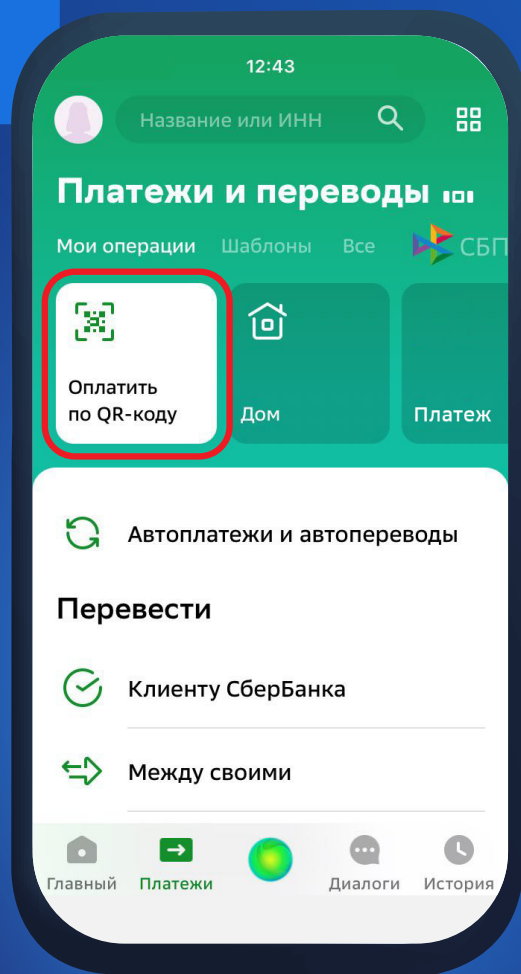 12:43
Название или ИНН
Платежи и переводы
Мои операции Шаблоны Все СБП
Оплатить
по QR-коду
Дом
Платеж
Автоплатежи и автопереводы
Перевести
Клиенту СберБанка
Между своими
Главный Платежи Диалоги История